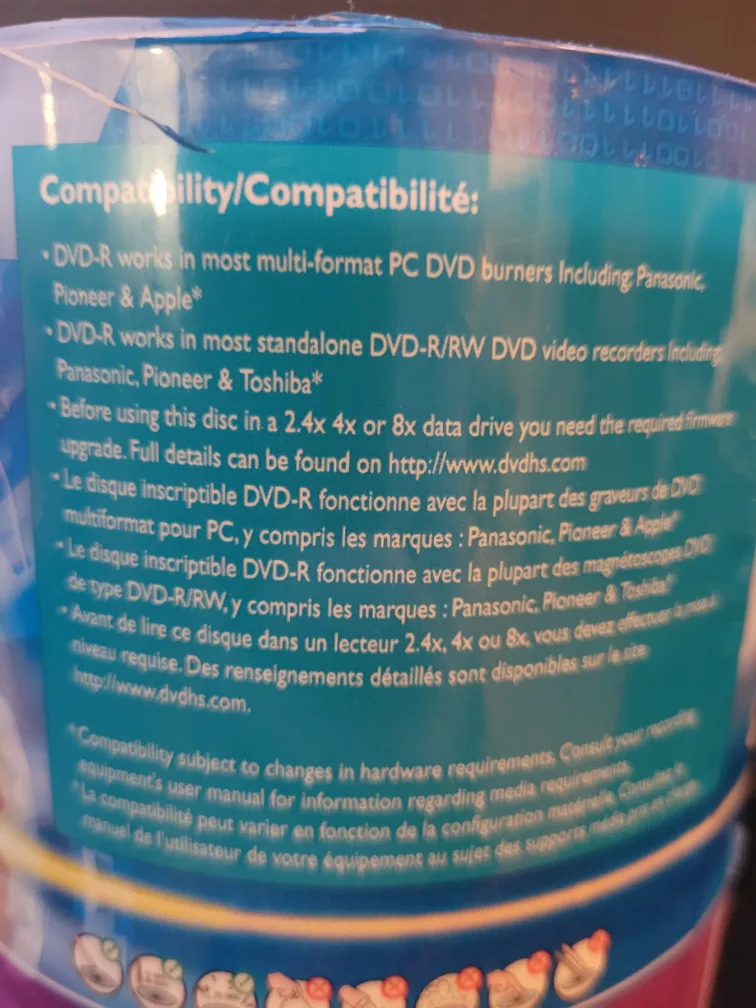 Compatibility/Compatibilité:
• DVD-R works in most multi-format PC DVD burners Including: Panasonic,
Pioneer & Apple*
• DVD-R works in most standalone DVD-R/RW DVD video recorders Including:
Panasonic, Pioneer & Toshiba*
• Before using this disc in a 2.4x 4x or 8x data drive you need the required firmware
upgrade. Full details can be found on http://www.dvdhs.com
• Le disque inscriptible DVD-R fonctionne avec la plupart des graveurs de DVD
multiformat pour PC, y compris les marques : Panasonic, Pioneer & Apple*
• Le disque inscriptible DVD-R fonctionne avec la plupart des magnétoscopes DVD
de type DVD-R/RW, y compris les marques : Panasonic, Pioneer & Toshiba*
• Avant de lire ce disque dans un lecteur 2.4x, 4x ou 8x, vous devez effectuer la mise à
niveau requise. Des renseignements détaillés sont disponibles sur le site
http://www.dvdhs.com.
*Compatibility subject to changes in hardware requirements. Consult your recording
equipment's user manual for information regarding media requirements.
*La compatibilité peut varier en fonction de la configuration matérielle. Consultez le
manuel de l'utilisateur de votre équipement au sujet des supports média pris en charge.